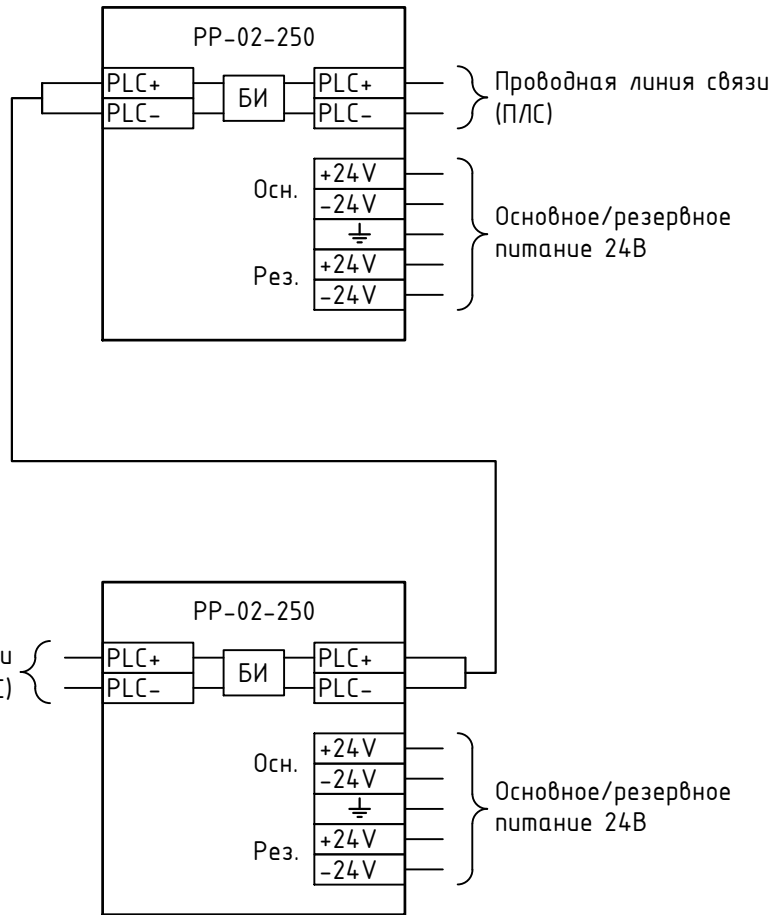 PP-02-250
PLC+
PLC-
БИ
PLC+
PLC-
Проводная линия связи
(ПЛС)
Осн.
+24V
-24V
Рез.
+24V
-24V
Основное/резервное
питание 24В
PP-02-250
и
С)
PLC+
PLC-
БИ
PLC+
PLC-
Осн.
+24V
-24V
Рез.
+24V
-24V
Основное/резервное
питание 24В